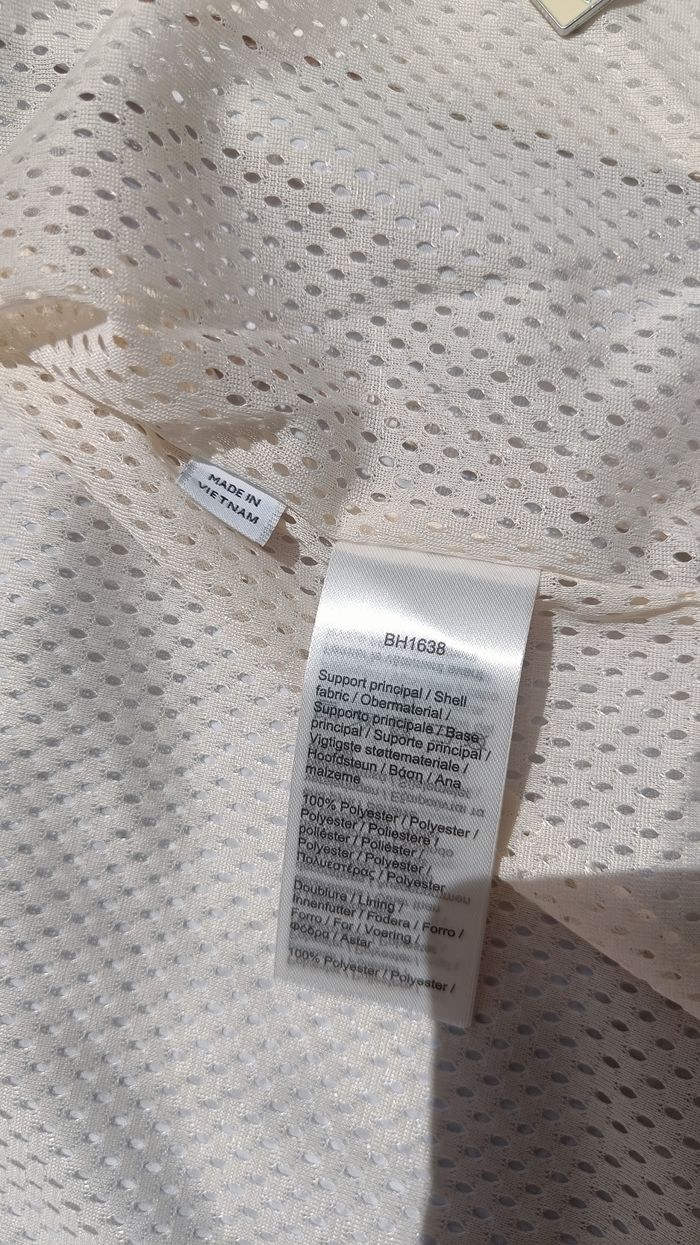 MADE IN
VIETNAM
BH1638
Support principal / Shell
fabric / Obermaterial /
Supporto principale / Base
principal / Suporte principal /
Vigtigste støttemateriale /
Hoofdsteun / Βάση / Ana
malzeme
100% Polyester / Polyester /
Polyester / Poliestere /
poliéster / Poliéster /
Polyester / Polyester /
Πολυεστέρας / Polyester
Doublure / Lining /
Innenfutter / Fodera / Forro /
Forro / For / Voering /
φόδρα / Astar
100% Polyester / Polyester /